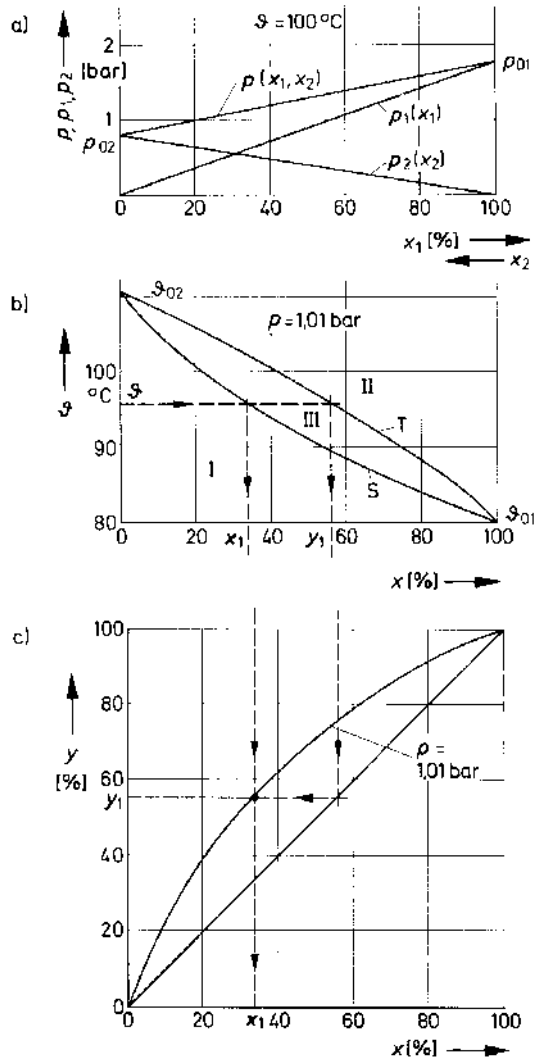 a)
ϑ = 100 °C
p, p₁, p₂
[bar]
2
1
0
p₀₂
p₀₁
p (x₁, x₂)
p₁(x₁)
p₂(x₂)
0 20 40 60 80 100
x₁ [%]
x₂
b)
ϑ₀₂
p = 1,01 bar
100
°C
ϑ
ϑ
90
80
II
III
T
I
S
ϑ₀₁
0 20 x₁ 40 y₁ 60 80 100
x [%]
c)
100
80
y
[%]
60
y₁
40
20
0
p =
1,01 bar
0 20 x₁ 40 60 80 100
x [%]